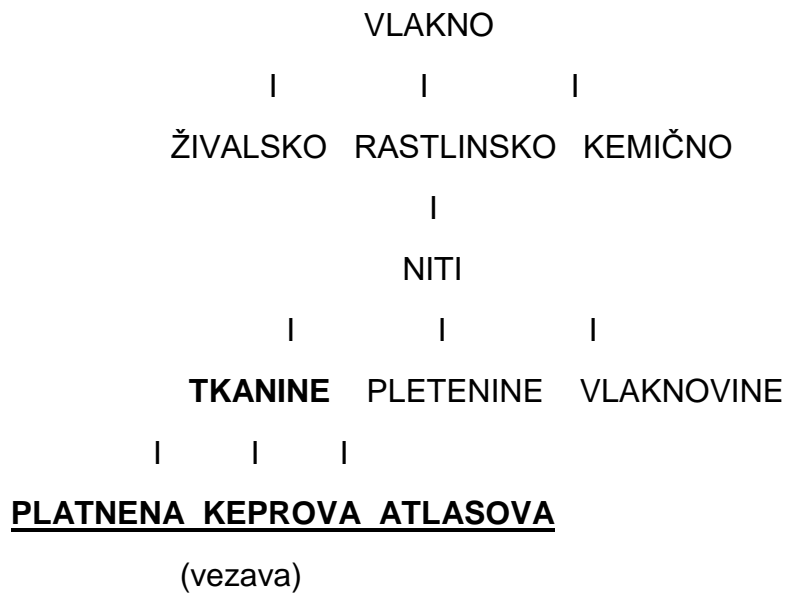 VLAKNO
I I I
ŽIVALSKO RASTLINSKO KEMIČNO
I
NITI
I I I
TKANINE PLETENINE VLAKNOVINE
I I I
PLATNENA KEPROVA ATLASOVA
(vezava)